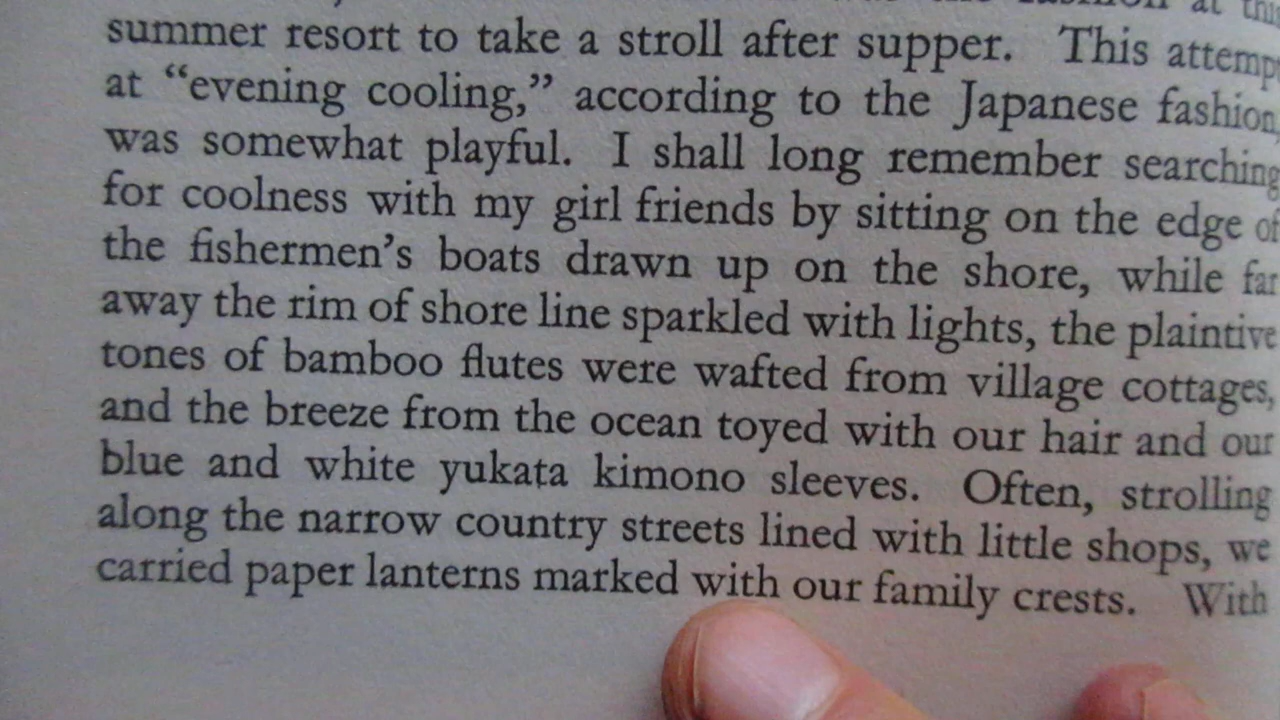 at this
summer resort to take a stroll after supper. This attemp
at “evening cooling,” according to the Japanese fashion,
was somewhat playful. I shall long remember searching
for coolness with my girl friends by sitting on the edge of
the fishermen’s boats drawn up on the shore, while far
away the rim of shore line sparkled with lights, the plaintive
tones of bamboo flutes were wafted from village cottages,
and the breeze from the ocean toyed with our hair and our
blue and white yukata kimono sleeves. Often, strolling
along the narrow country streets lined with little shops, we
carried paper lanterns marked with our family crests. With